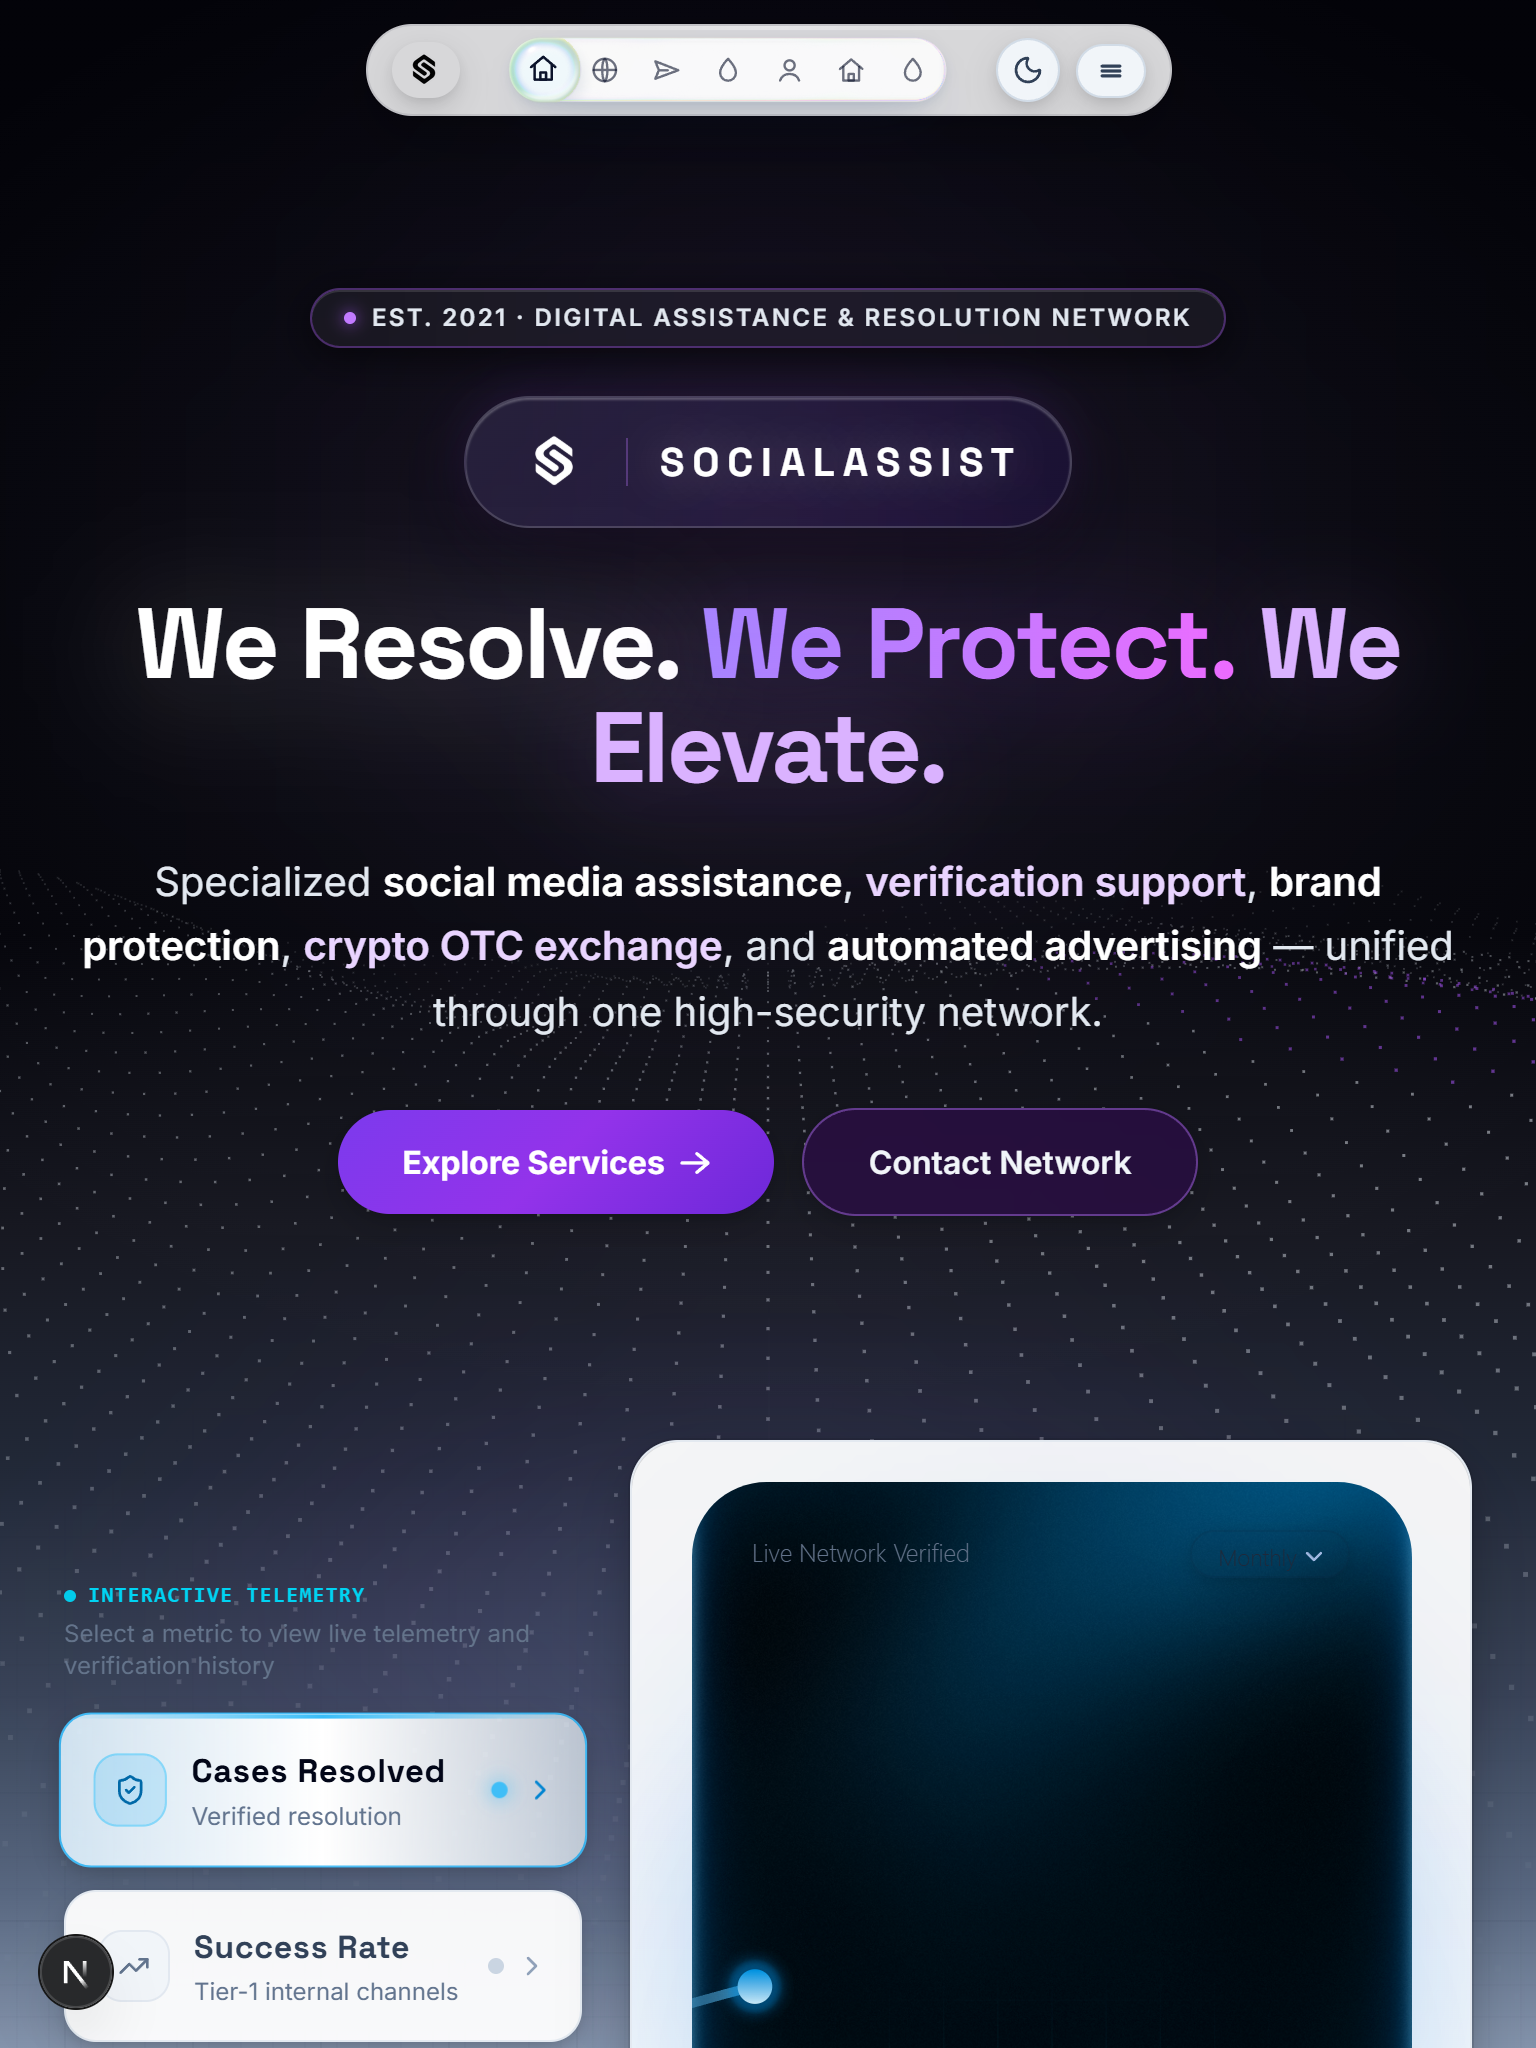 EST. 2021 · DIGITAL ASSISTANCE & RESOLUTION NETWORK
SOCIALASSIST
We Resolve. We Protect. We
Elevate.
Specialized social media assistance, verification support, brand
protection, crypto OTC exchange, and automated advertising — unified
through one high-security network.
Explore Services →
Contact Network
INTERACTIVE TELEMETRY
Select a metric to view live telemetry and
verification history
Cases Resolved
Verified resolution
Success Rate
Tier-1 internal channels
Live Network Verified
Monthly